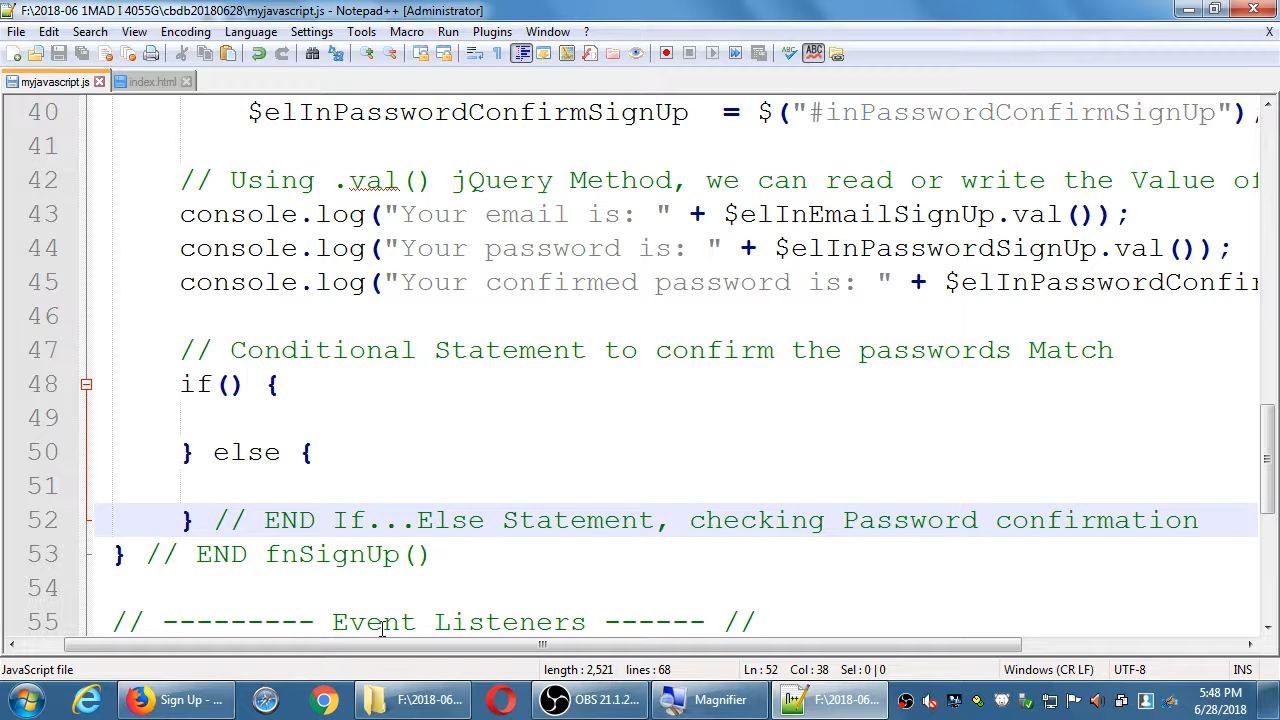 F:\2018-06 1MAD I 4055G\cbdb20180628\myjavascript.js - Notepad++ [Administrator]
File Edit Search View Encoding Language Settings Tools Macro Run Plugins Window ? X
myjavascript.js index.html
40 $elInPasswordConfirmSignUp = $("#inPasswordConfirmSignUp"),
41
42 // Using .val() jQuery Method, we can read or write the Value of
43 console.log("Your email is: " + $elInEmailSignUp.val());
44 console.log("Your password is: " + $elInPasswordSignUp.val());
45 console.log("Your confirmed password is: " + $elInPasswordConfir
46
47 // Conditional Statement to confirm the passwords Match
48 if() {
49
50 } else {
51
52 } // END If...Else Statement, checking Password confirmation
53 } // END fnSignUp()
54
55 // --------- Event Listeners ------ //
JavaScript file length : 2,521 lines : 68 Ln : 52 Col : 38 Sel : 0 | 0 Windows (CR LF) UTF-8 INS
Sign Up - ... F:\2018-06... OBS 21.1.2... Magnifier F:\2018-06... 5:48 PM
6/28/2018